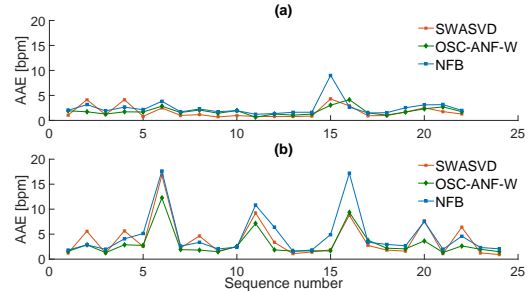 (a)
AAE [bpm]
20
15
10
5
0
SWASVD
OSC-ANF-W
NFB
0 5 10 15 20 25
(b)
AAE [bpm]
20
15
10
5
0
SWASVD
OSC-ANF-W
NFB
0 5 10 15 20 25
Sequence number